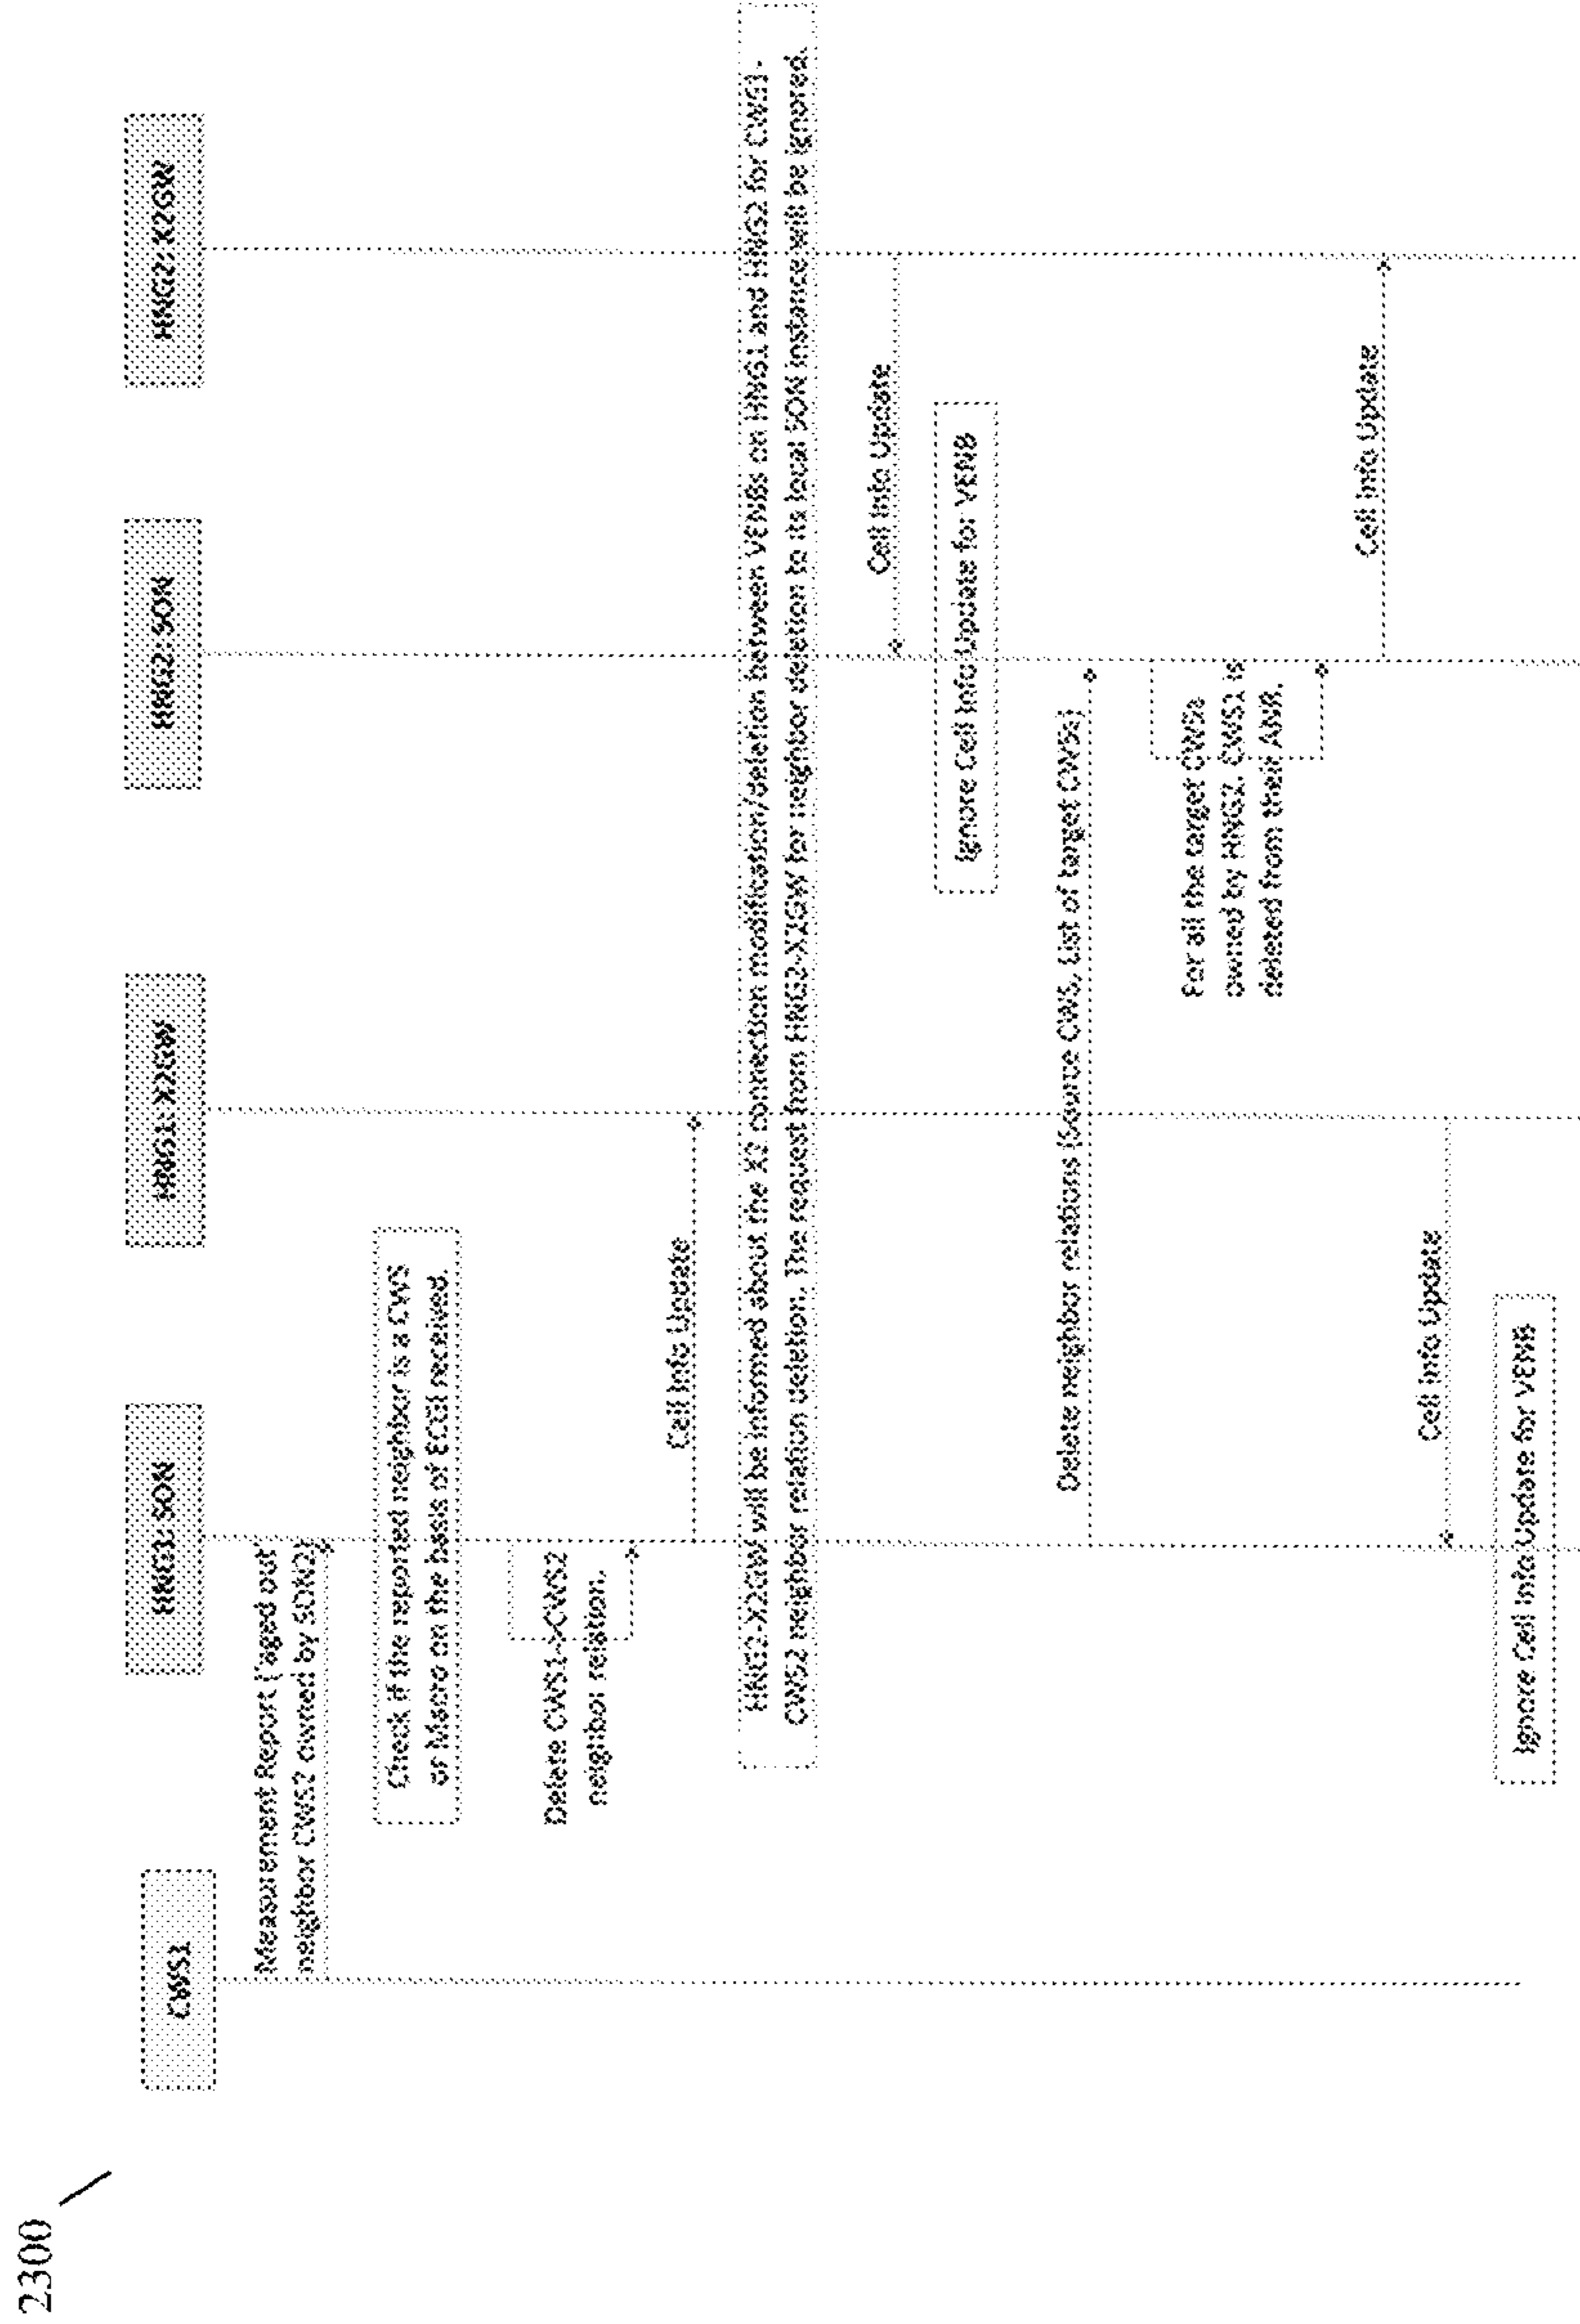 2300
CWS1
HNG1: SON
HNG1: X2GW
HNG2: SON
HNG2: X2GW
Measurement Report ('aged out
neighbor CWS2 owned by SON2)
Check if the reported neighbor is a CWS
or Macro on the basis of ECGI received.
Delete CWS1->CWS2
neighbor relation.
Cell Info Update
HNG2-X2GW will be informed about the X2 connection modification/deletion between VENBs on HNG1 and HNG2 for CWS1-
CWS2 neighbor relation deletion. The request from HNG2-X2GW for neighbor deletion to its local SON instance will be ignored.
Cell Info Update
Ignore Cell Info Update for VENB
Delete neighbor relations (Source CWS, List of target CWSs)
For all the target CWSs
owned by HNG2, CWS1 is
deleted from their ANR.
Cell Info Update
Cell Info Update
Ignore Cell Info Update for VENB